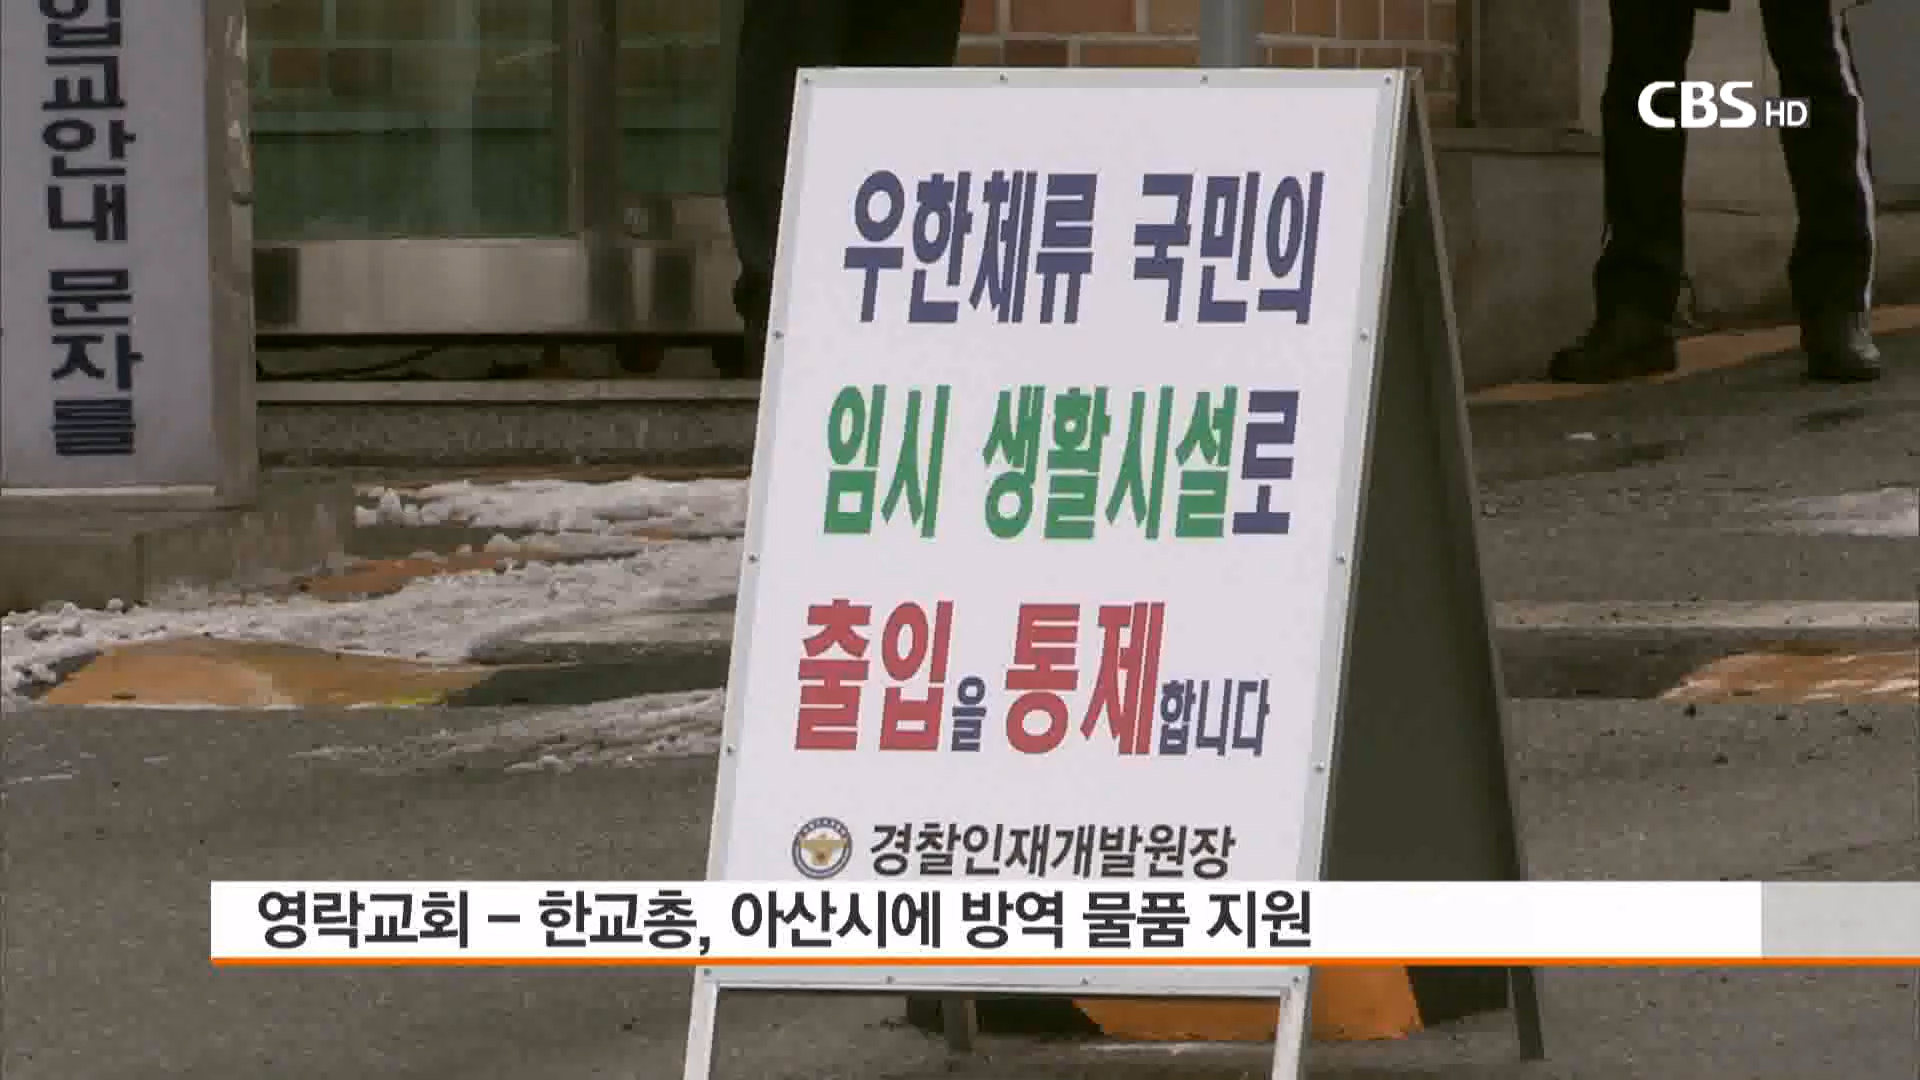 입교안내 문자를
CBS HD
우한체류 국민의
임시 생활시설로
출입을 통제합니다
경찰인재개발원장
영락교회 - 한교총, 아산시에 방역 물품 지원